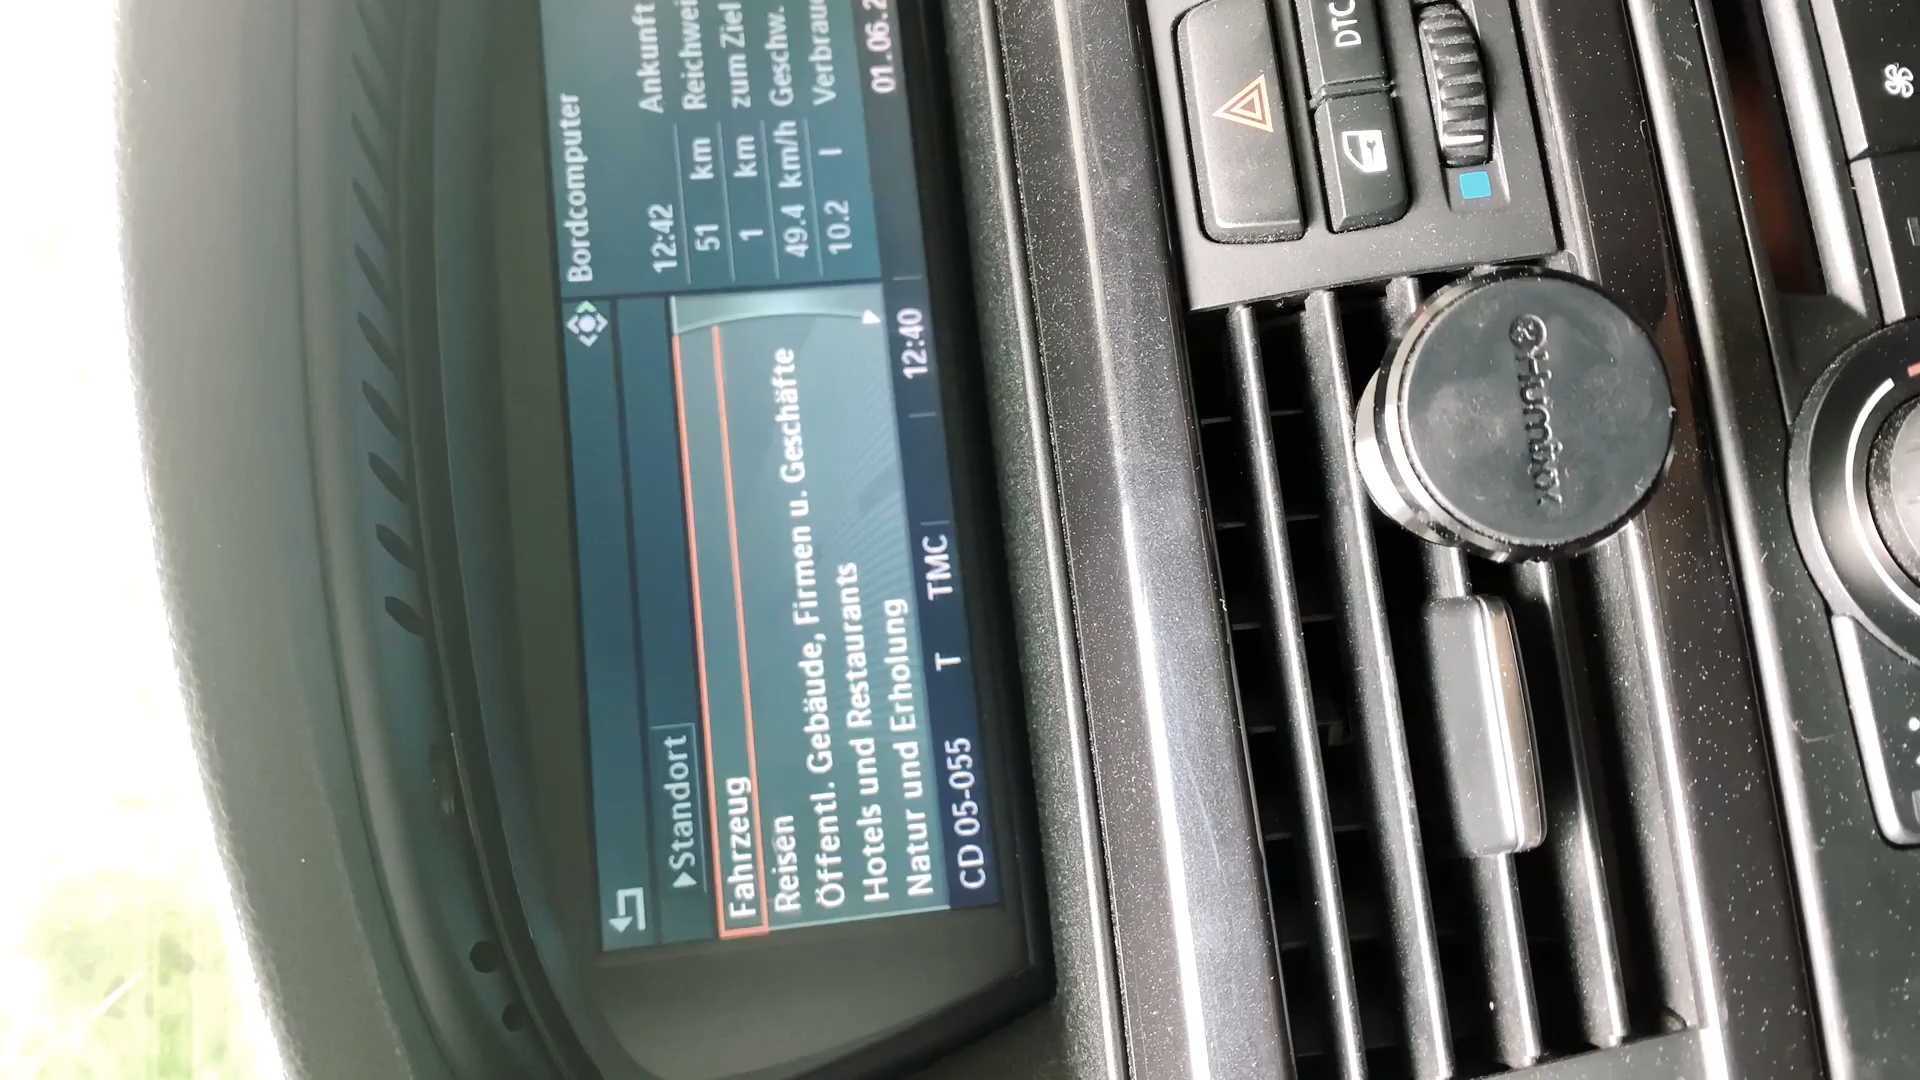 Bordcomputer
▸Standort
Fahrzeug
Reisen
Öffentl. Gebäude, Firmen u. Geschäfte
Hotels und Restaurants
Natur und Erholung
12:42 Ankunft
51 km
1 km zum Ziel
49.4 km/h Geschw.
10.2 l
CD 05-055 T TMC 12:40 01.06.2
DTC
Humixx